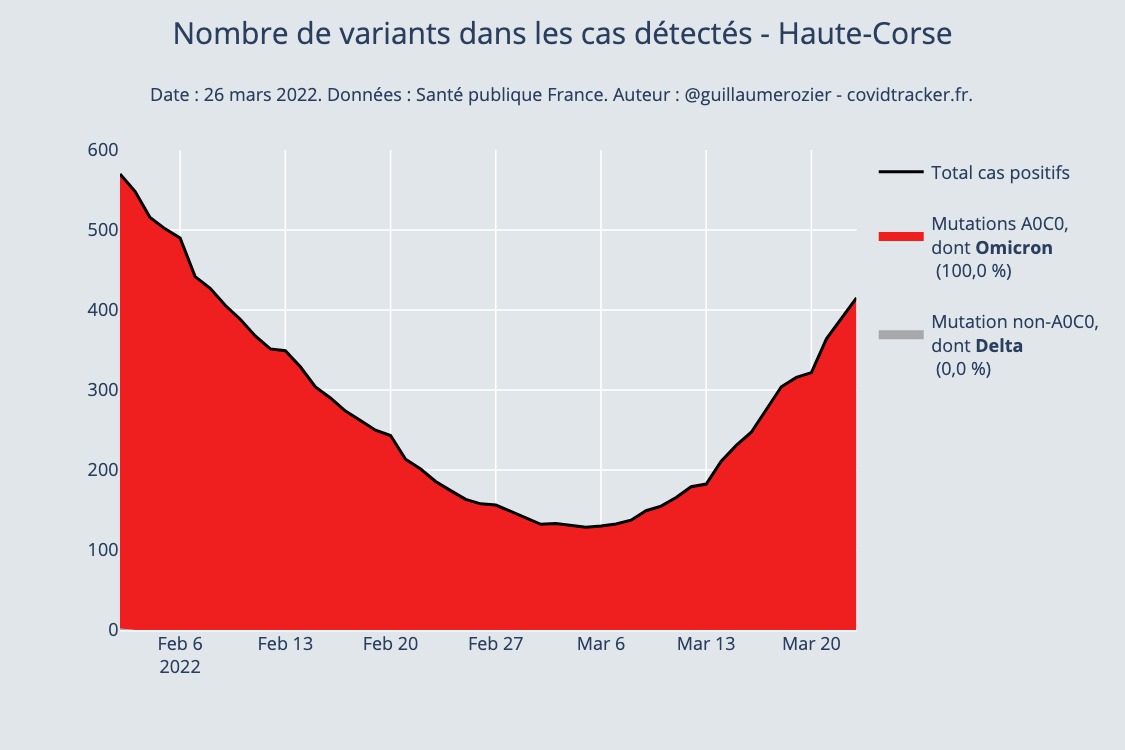 Nombre de variants dans les cas détectés - Haute-Corse
Date : 26 mars 2022. Données : Santé publique France. Auteur : @guillaumerozier - covidtracker.fr.
600
500
400
300
200
100
0
Feb 6
2022
Feb 13
Feb 20
Feb 27
Mar 6
Mar 13
Mar 20
Total cas positifs
Mutations A0C0,
dont Omicron
(100,0 %)
Mutation non-A0C0,
dont Delta
(0,0 %)